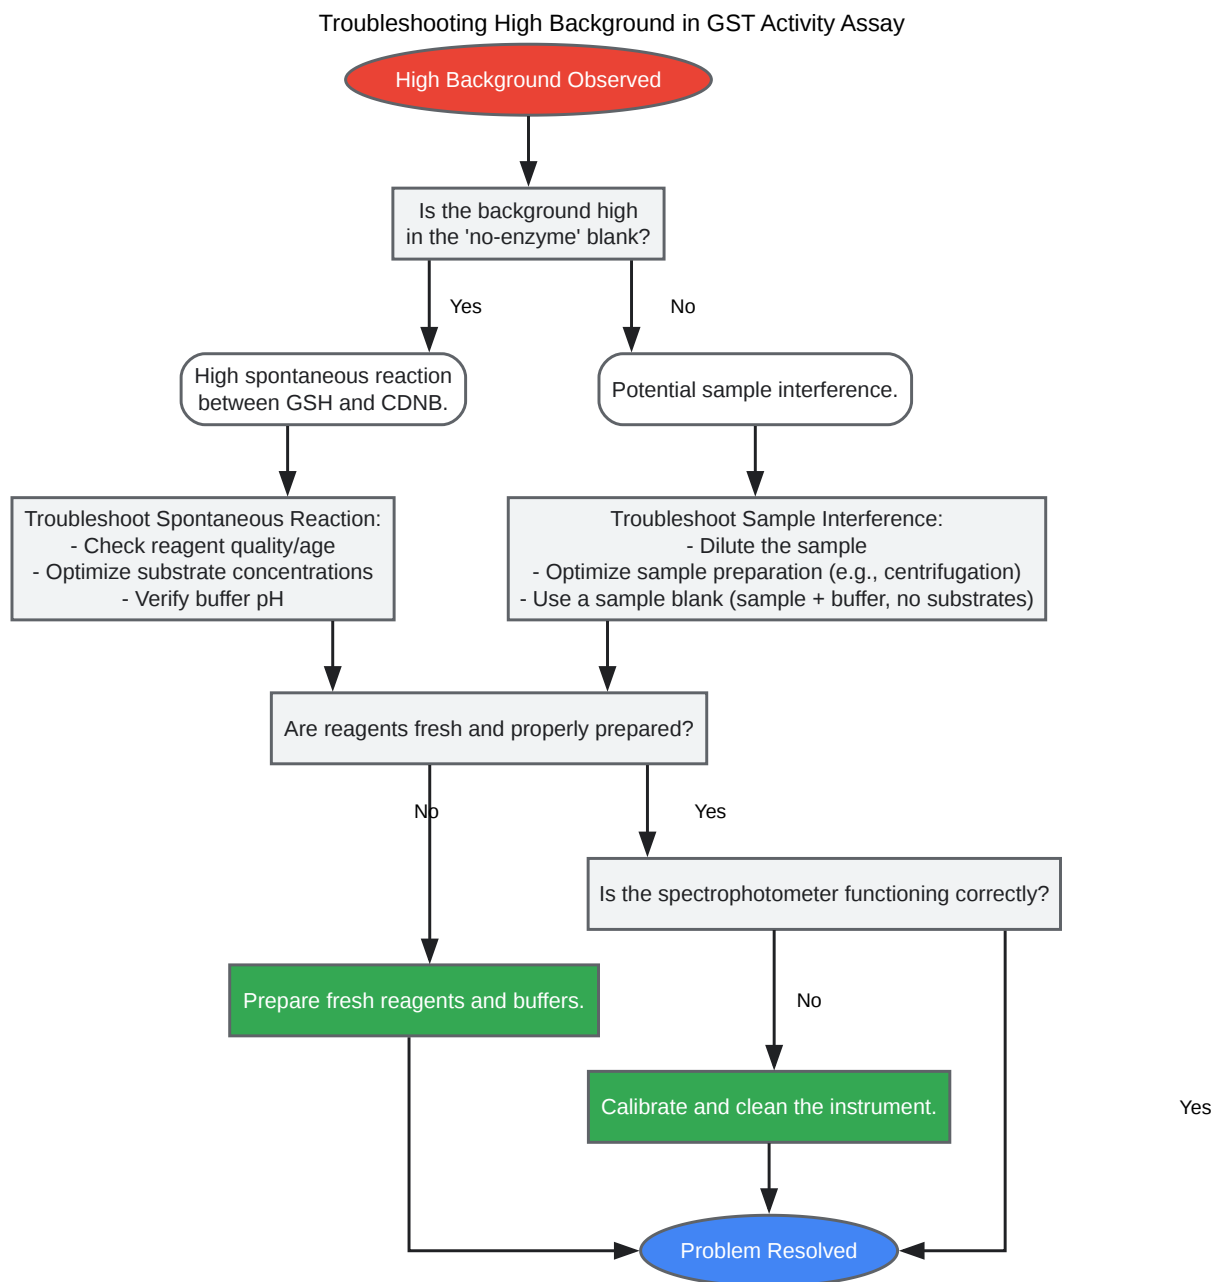 Troubleshooting High Background in GST Activity Assay
High Background Observed
Is the background high
in the 'no-enzyme' blank?
Yes
No
High spontaneous reaction
between GSH and CDNB.
Potential sample interference.
Troubleshoot Spontaneous Reaction:
- Check reagent quality/age
- Optimize substrate concentrations
- Verify buffer pH
Troubleshoot Sample Interference:
- Dilute the sample
- Optimize sample preparation (e.g., centrifugation)
- Use a sample blank (sample + buffer, no substrates)
Are reagents fresh and properly prepared?
No
Yes
Is the spectrophotometer functioning correctly?
Prepare fresh reagents and buffers.
No
Calibrate and clean the instrument.
Yes
Problem Resolved